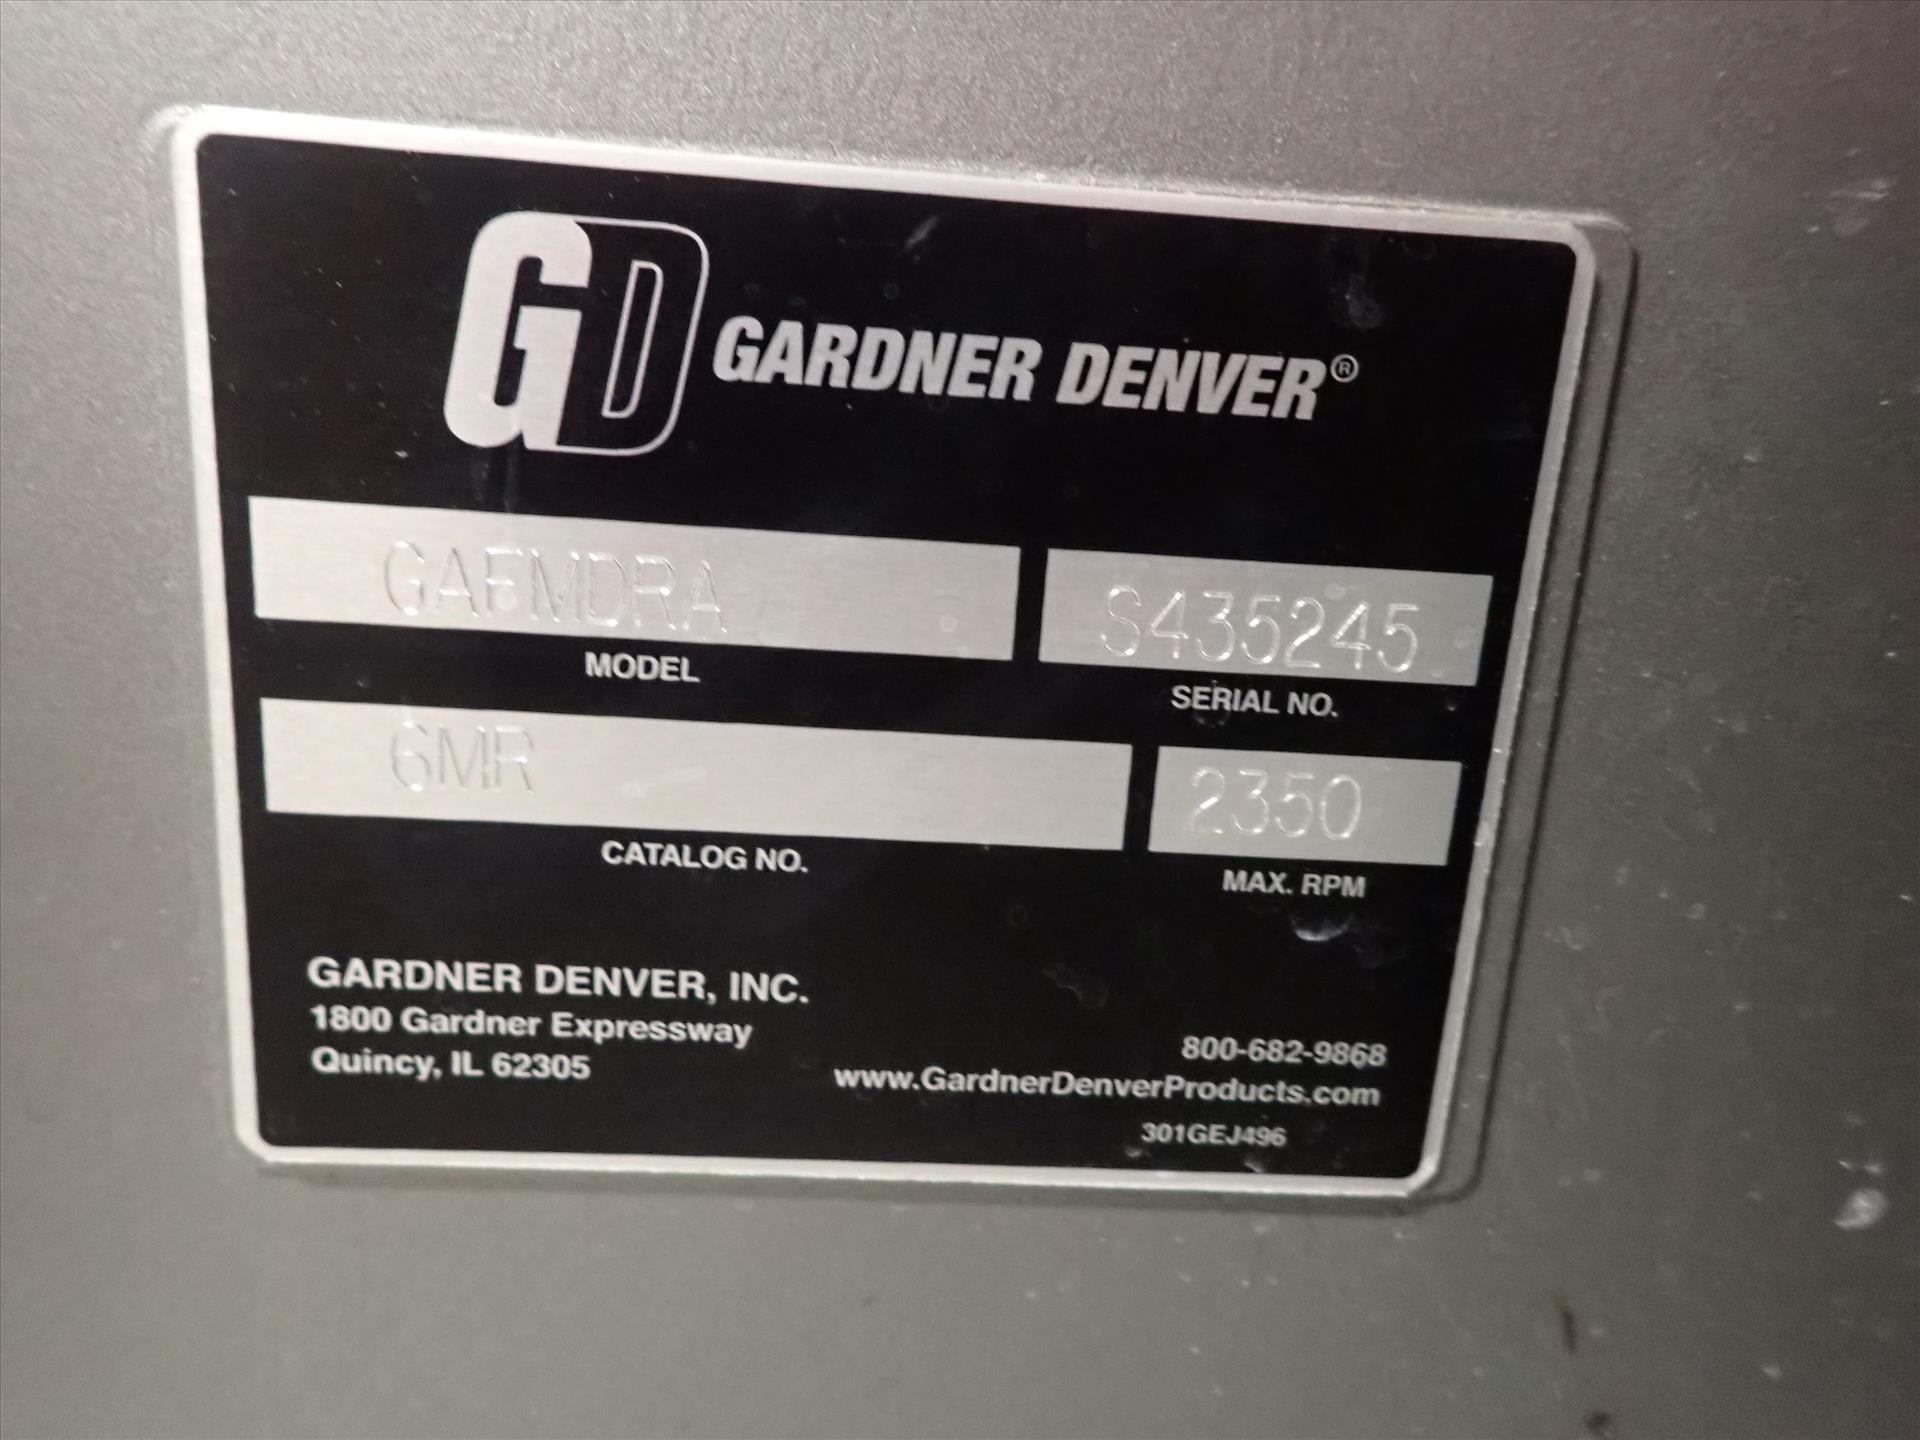 GD GARDNER DENVER®
GAFMDRA S435245
MODEL SERIAL NO.
6MR 2350
CATALOG NO. MAX. RPM
GARDNER DENVER, INC.
1800 Gardner Expressway
Quincy, IL 62305
800-682-9868
www.GardnerDenverProducts.com
301GEJ496